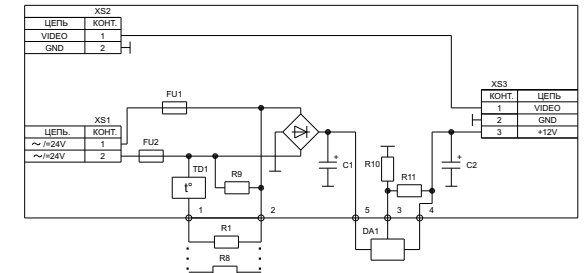 XS2
ЦЕПЬ КОНТ.
VIDEO 1
GND 2
FU1
XS3
КОНТ. ЦЕПЬ
1 VIDEO
2 GND
3 +12V
XS1
ЦЕПЬ. КОНТ.
~/=24V 1
~/=24V 2
FU2
TD1
t°
R9
+
C1
R10
R11
+
C2
1 2 5 3 4
R1
DA1
R8